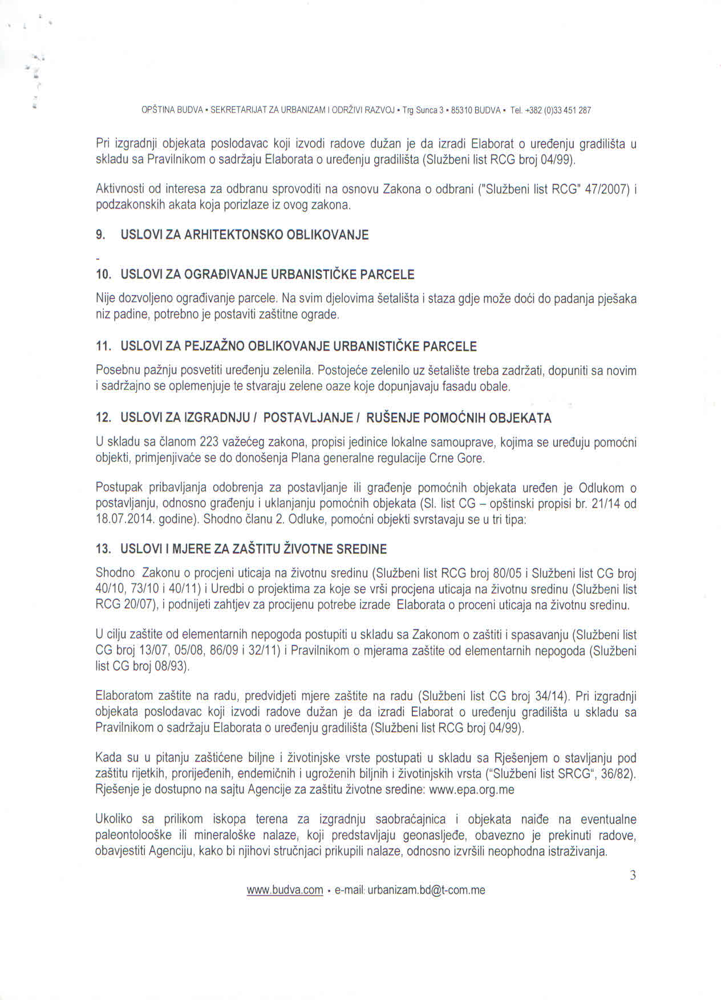 OPŠTINA BUDVA ▪ SEKRETARIJAT ZA URBANIZAM I ODRŽIVI RAZVOJ ▪ Trg Sunca 3 ▪ 85310 BUDVA ▪ Tel. +382 (0)33 451 287
Pri izgradnji objekata poslodavac koji izvodi radove dužan je da izradi Elaborat o uređenju gradilišta u
skladu sa Pravilnikom o sadržaju Elaborata o uređenju gradilišta (Službeni list RCG broj 04/99).
Aktivnosti od interesa za odbranu sprovoditi na osnovu Zakona o odbrani ("Službeni list RCG" 47/2007) i
podzakonskih akata koja porizlaze iz ovog zakona.
9. USLOVI ZA ARHITEKTONSKO OBLIKOVANJE
-
10. USLOVI ZA OGRAĐIVANJE URBANISTIČKE PARCELE
Nije dozvoljeno ograđivanje parcele. Na svim djelovima šetališta i staza gdje može doći do padanja pješaka
niz padine, potrebno je postaviti zaštitne ograde.
11. USLOVI ZA PEJZAŽNO OBLIKOVANJE URBANISTIČKE PARCELE
Posebnu pažnju posvetiti uređenju zelenila. Postojeće zelenilo uz šetalište treba zadržati, dopuniti sa novim
i sadržajno se oplemenjuje te stvaraju zelene oaze koje dopunjavaju fasadu obale.
12. USLOVI ZA IZGRADNJU / POSTAVLJANJE / RUŠENJE POMOĆNIH OBJEKATA
U skladu sa članom 223 važećeg zakona, propisi jedinice lokalne samouprave, kojima se uređuju pomoćni
objekti, primjenjivaće se do donošenja Plana generalne regulacije Crne Gore.
Postupak pribavljanja odobrenja za postavljanje ili građenje pomoćnih objekata uređen je Odlukom o
postavljanju, odnosno građenju i uklanjanju pomoćnih objekata (Sl. list CG – opštinski propisi br. 21/14 od
18.07.2014. godine). Shodno članu 2. Odluke, pomoćni objekti svrstavaju se u tri tipa:
13. USLOVI I MJERE ZA ZAŠTITU ŽIVOTNE SREDINE
Shodno Zakonu o procjeni uticaja na životnu sredinu (Službeni list RCG broj 80/05 i Službeni list CG broj
40/10, 73/10 i 40/11) i Uredbi o projektima za koje se vrši procjena uticaja na životnu sredinu (Službeni list
RCG 20/07), i podnijeti zahtjev za procijenu potrebe izrade Elaborata o proceni uticaja na životnu sredinu.
U cilju zaštite od elementarnih nepogoda postupiti u skladu sa Zakonom o zaštiti i spasavanju (Službeni list
CG broj 13/07, 05/08, 86/09 i 32/11) i Pravilnikom o mjerama zaštite od elementarnih nepogoda (Službeni
list CG broj 08/93).
Elaboratom zaštite na radu, predvidjeti mjere zaštite na radu (Službeni list CG broj 34/14). Pri izgradnji
objekata poslodavac koji izvodi radove dužan je da izradi Elaborat o uređenju gradilišta u skladu sa
Pravilnikom o sadržaju Elaborata o uređenju gradilišta (Službeni list RCG broj 04/99).
Kada su u pitanju zaštićene biljne i životinjske vrste postupati u skladu sa Rješenjem o stavljanju pod
zaštitu rijetkih, prorijeđenih, endemičnih i ugroženih biljnih i životinjskih vrsta (“Službeni list SRCG“, 36/82).
Rješenje je dostupno na sajtu Agencije za zaštitu životne sredine: www.epa.org.me
Ukoliko sa prilikom iskopa terena za izgradnju saobraćajnica i objekata naiđe na eventualne
paleontolooške ili mineraloške nalaze, koji predstavljaju geonasljeđe, obavezno je prekinuti radove,
obavjestiti Agenciju, kako bi njihovi stručnjaci prikupili nalaze, odnosno izvršili neophodna istraživanja.
3
www.budva.com ▪ e-mail: urbanizam.bd@t-com.me